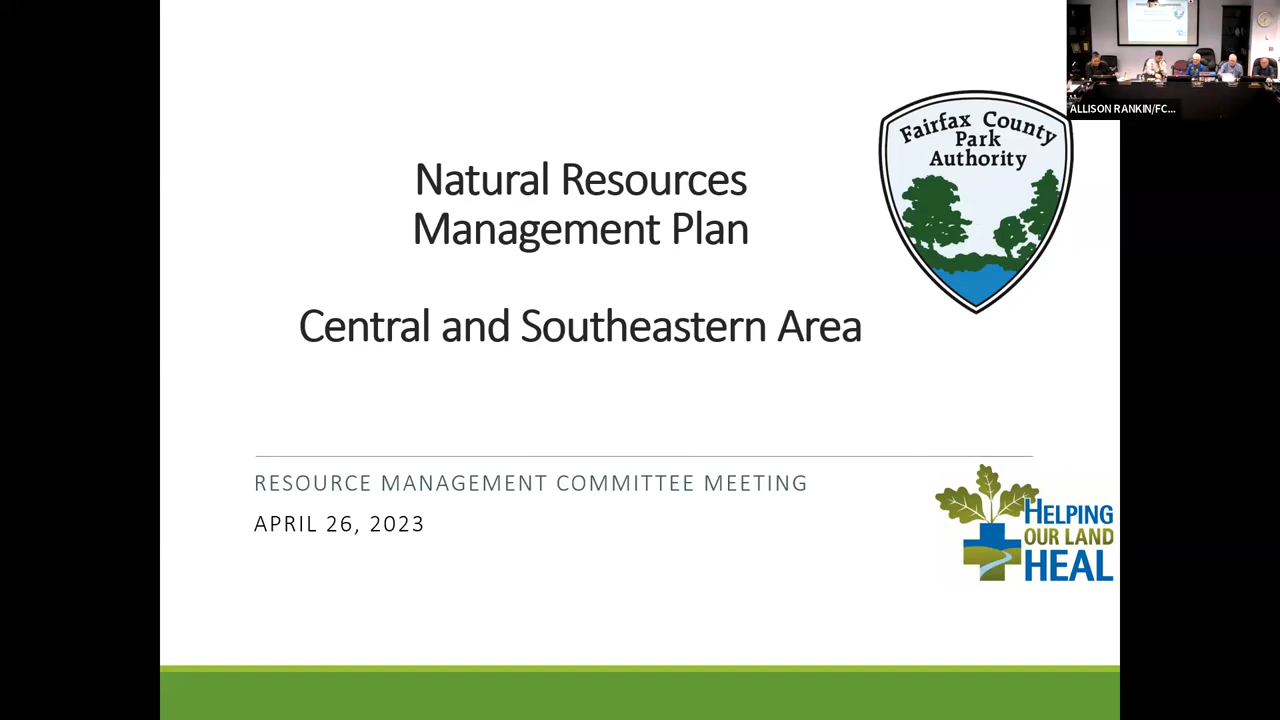 Natural Resources
Management Plan
Central and Southeastern Area
RESOURCE MANAGEMENT COMMITTEE MEETING
APRIL 26, 2023
Fairfax County
Park
Authority
HELPING
OUR LAND
HEAL
ALLISON RANKIN/FC...